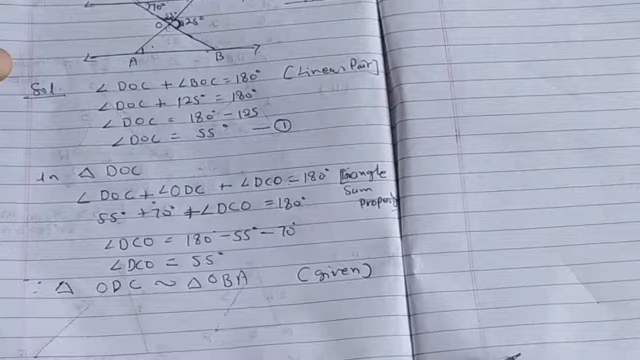 70°
O 125°
A B
Sol. ∠DOC + ∠BOC = 180° (Linear Pair]
∠DOC + 125° = 180°
∠DOC = 180° - 125
∠DOC = 55° — ①
In △ DOC
∠DOC + ∠ODC + ∠DCO = 180° [Triangle
Sum
Property
55° + 70° + ∠DCO = 180°
∠DCO = 180° - 55° - 70°
∠DCO = 55°
∵ △ ODC ~ △OBA (given)